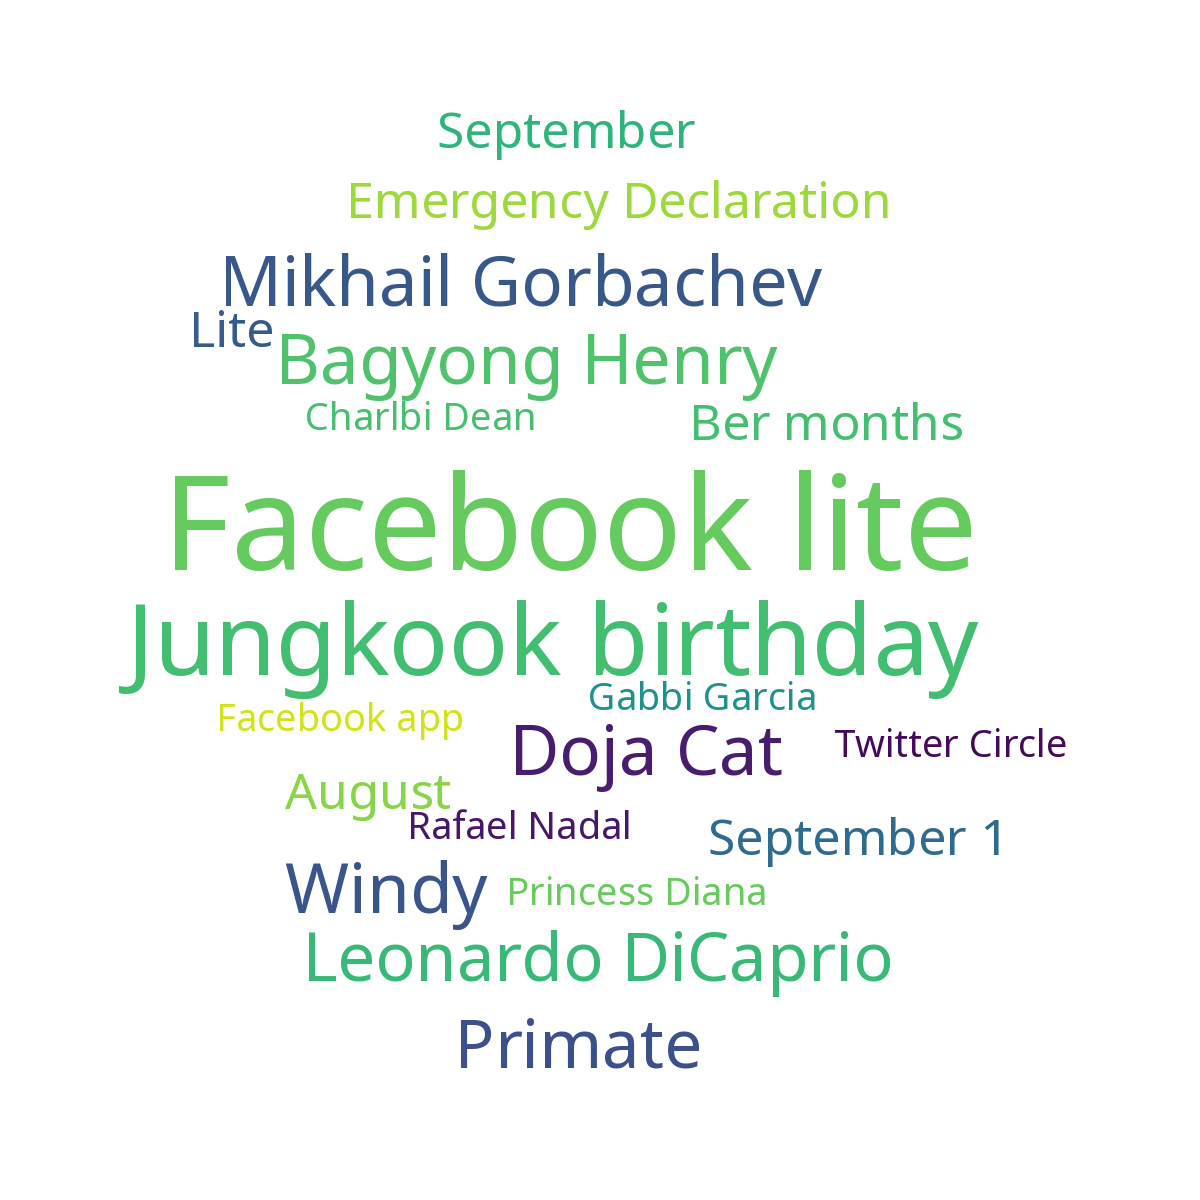 September
Emergency Declaration
Mikhail Gorbachev
Lite
Bagyong Henry
Charlbi Dean
Ber months
Facebook lite
Jungkook birthday
Gabbi Garcia
Facebook app
Doja Cat
Twitter Circle
August
Rafael Nadal
September 1
Windy
Princess Diana
Leonardo DiCaprio
Primate